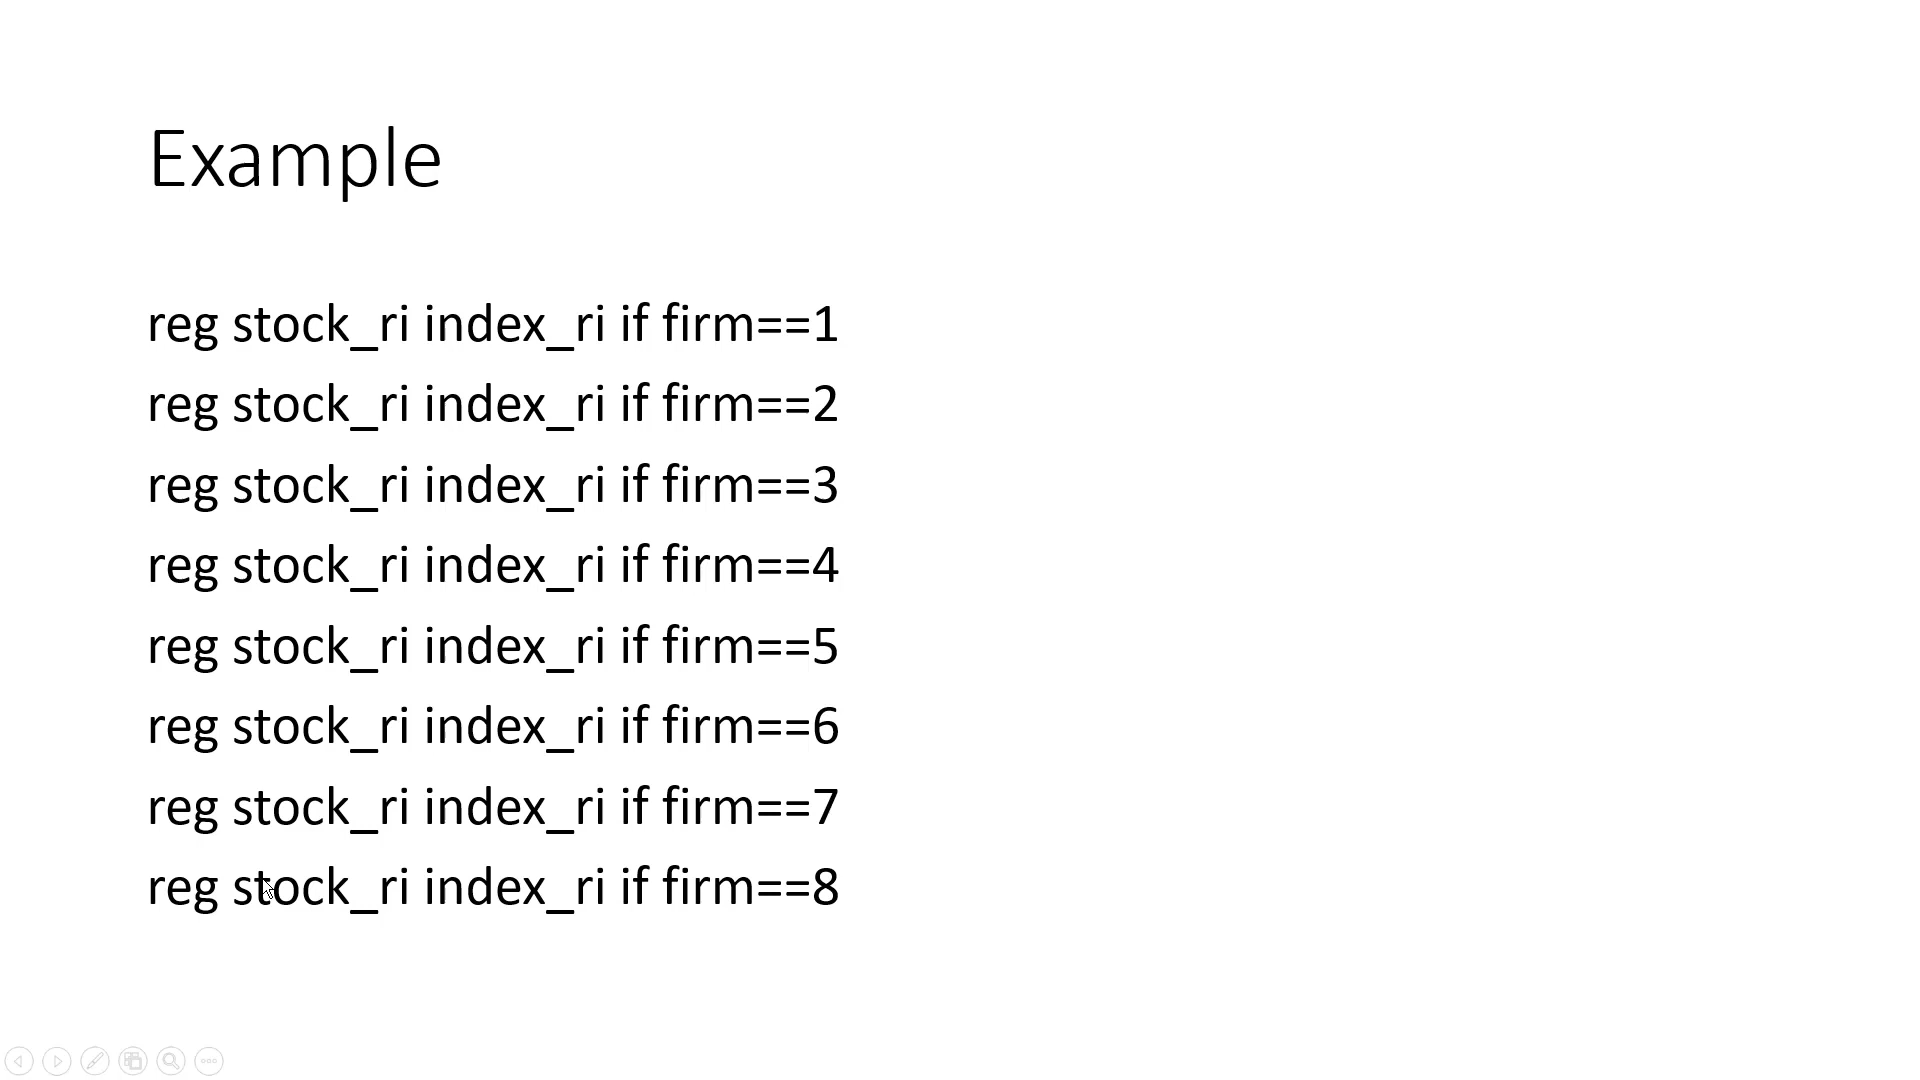 Example
reg stock_ri index_ri if firm==1
reg stock_ri index_ri if firm==2
reg stock_ri index_ri if firm==3
reg stock_ri index_ri if firm==4
reg stock_ri index_ri if firm==5
reg stock_ri index_ri if firm==6
reg stock_ri index_ri if firm==7
reg stock_ri index_ri if firm==8